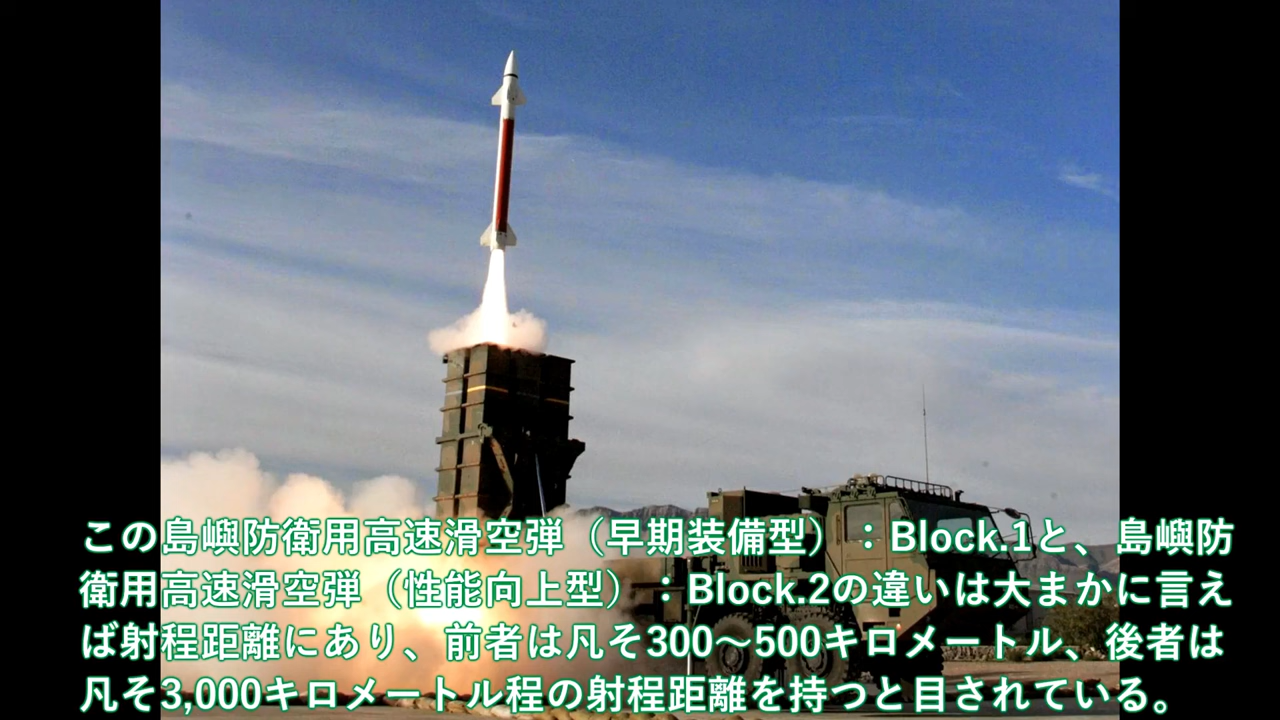 この島嶼防衛用高速滑空弾（早期装備型）：Block.1と、島嶼防
衛用高速滑空弾（性能向上型）：Block.2の違いは大まかに言え
ば射程距離にあり、前者は凡そ300～500キロメートル、後者は
凡そ3,000キロメートル程の射程距離を持つと目されている。